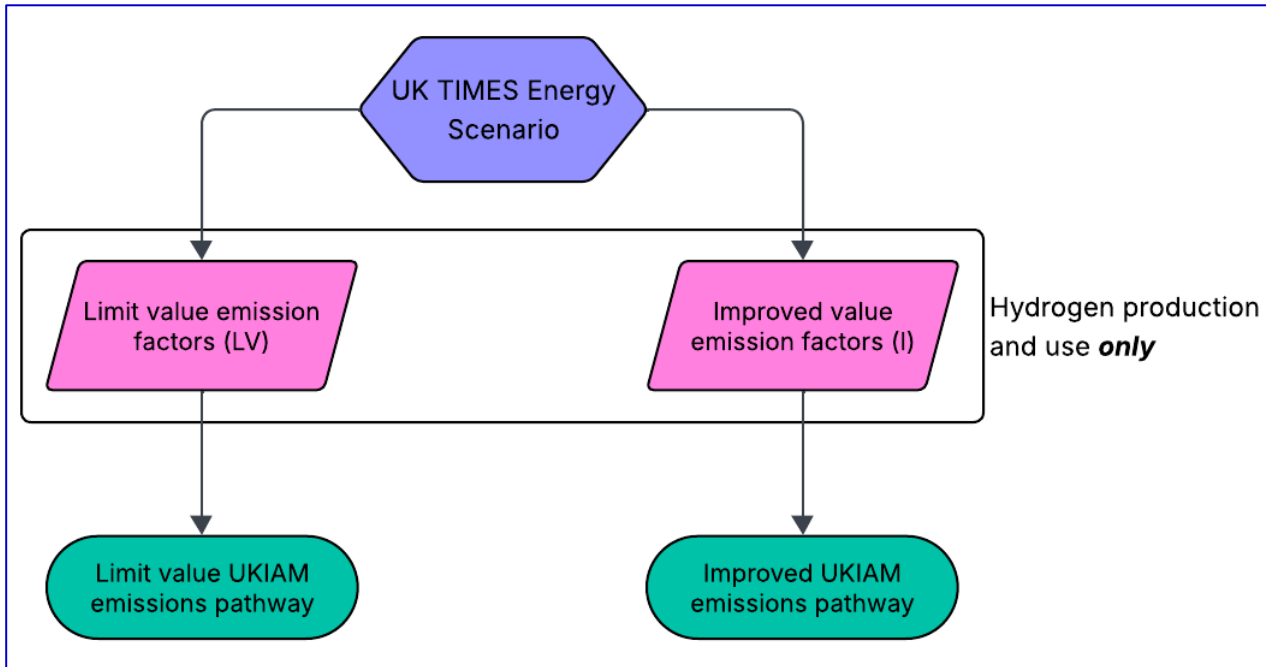 UK TIMES Energy
Scenario
Limit value emission
factors (LV)
Improved value
emission factors (I)
Hydrogen production
and use only
Limit value UKIAM
emissions pathway
Improved UKIAM
emissions pathway